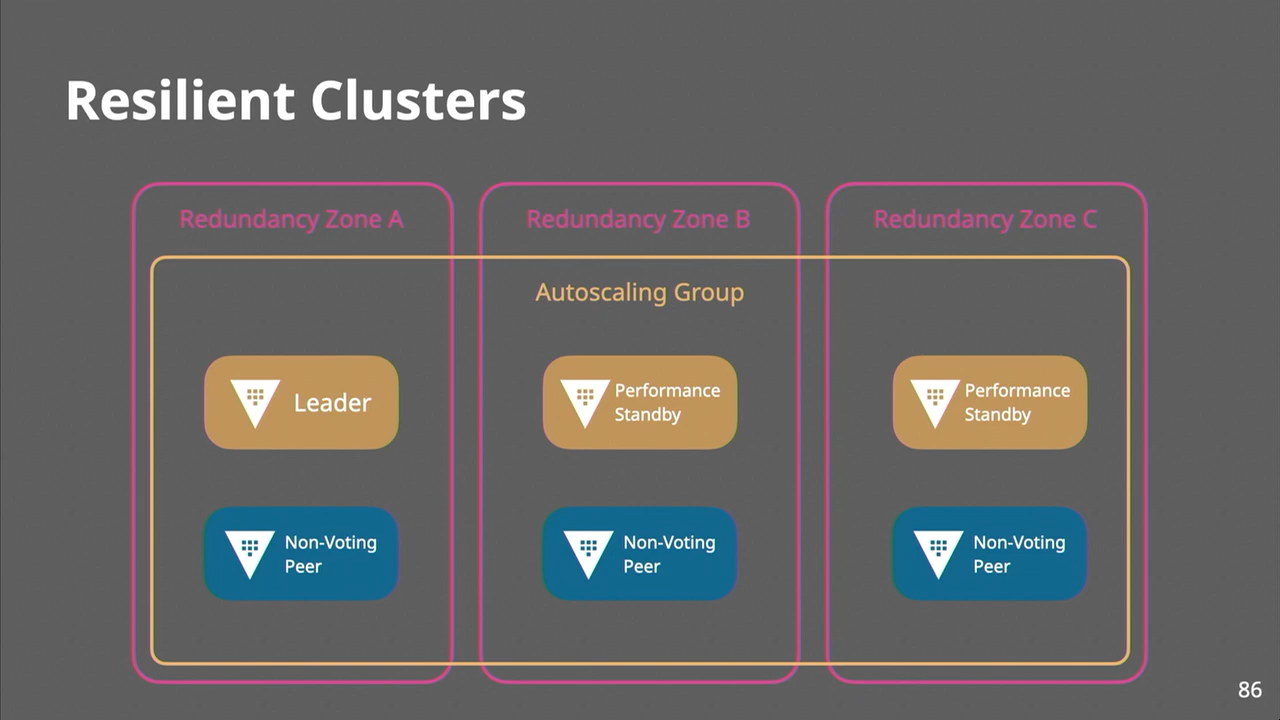 Resilient Clusters
Redundancy Zone A
Redundancy Zone B
Redundancy Zone C
Autoscaling Group
Leader
Performance
Standby
Performance
Standby
Non-Voting
Peer
Non-Voting
Peer
Non-Voting
Peer
86